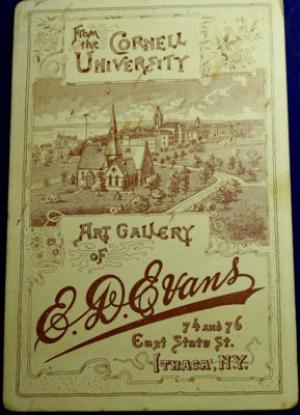 From
the CORNELL
UNIVERSITY
ART GALLERY
OF
E. D. Evans
74 AND 76
East State St.
ITHACA, N.Y.